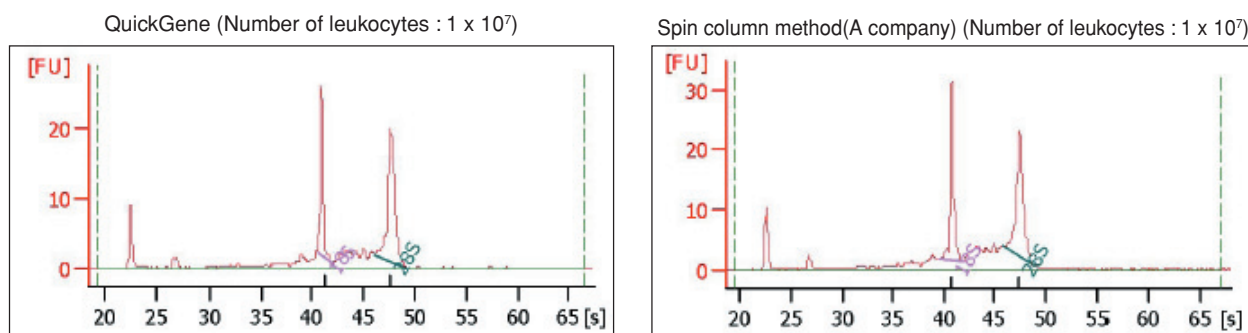 QuickGene (Number of leukocytes : 1 x 10⁷)
[FU]
20
10
0
18S
28S
20 25 30 35 40 45 50 55 60 65 [s]
Spin column method(A company) (Number of leukocytes : 1 x 10⁷)
[FU]
30
20
10
0
18S
28S
20 25 30 35 40 45 50 55 60 65 [s]